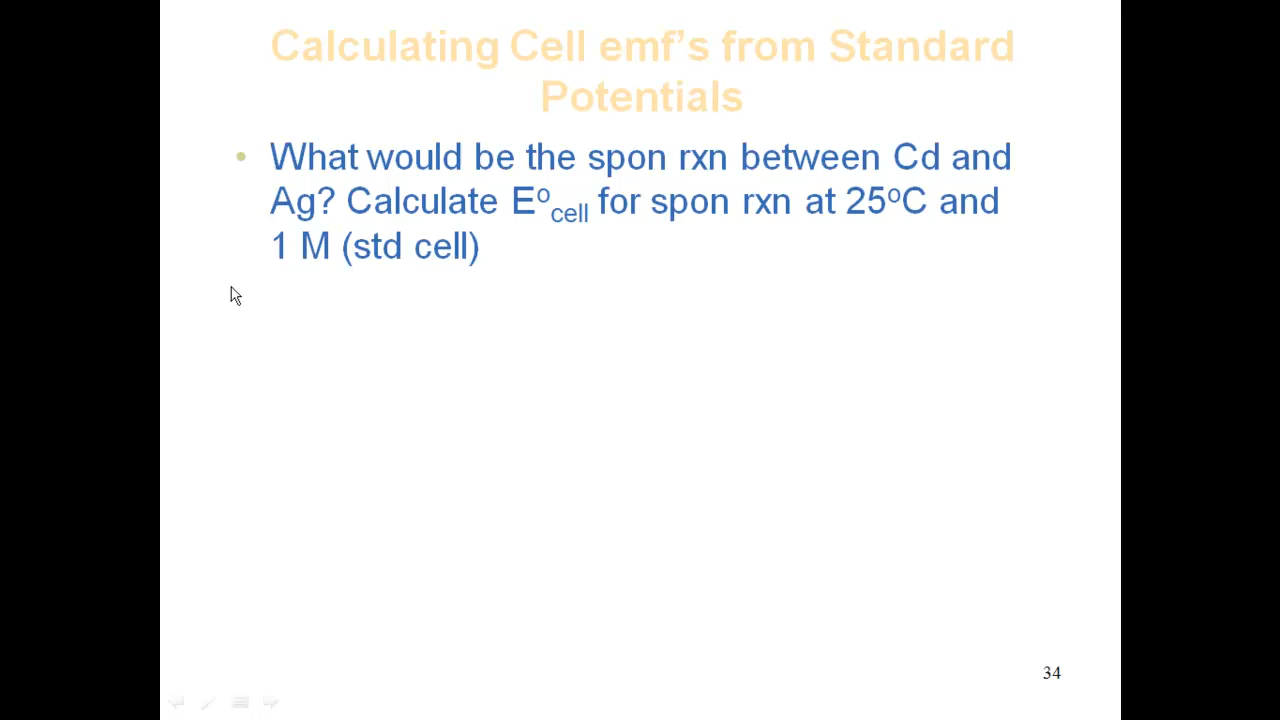 Calculating Cell emf's from Standard
Potentials
• What would be the spon rxn between Cd and
Ag? Calculate E°cell for spon rxn at 25°C and
1 M (std cell)
34